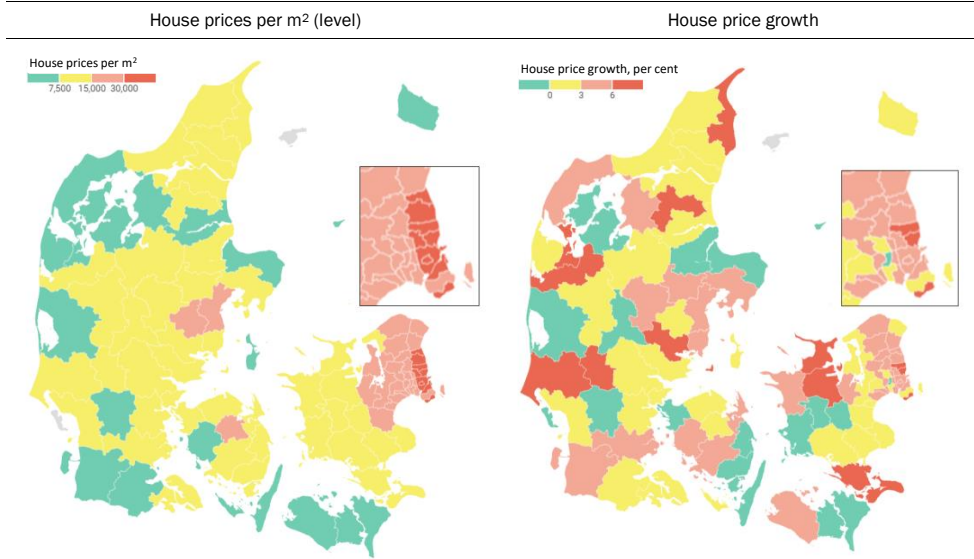 House prices per m² (level)
House price growth
House prices per m²
7,500 15,000 30,000
House price growth, per cent
0 3 6